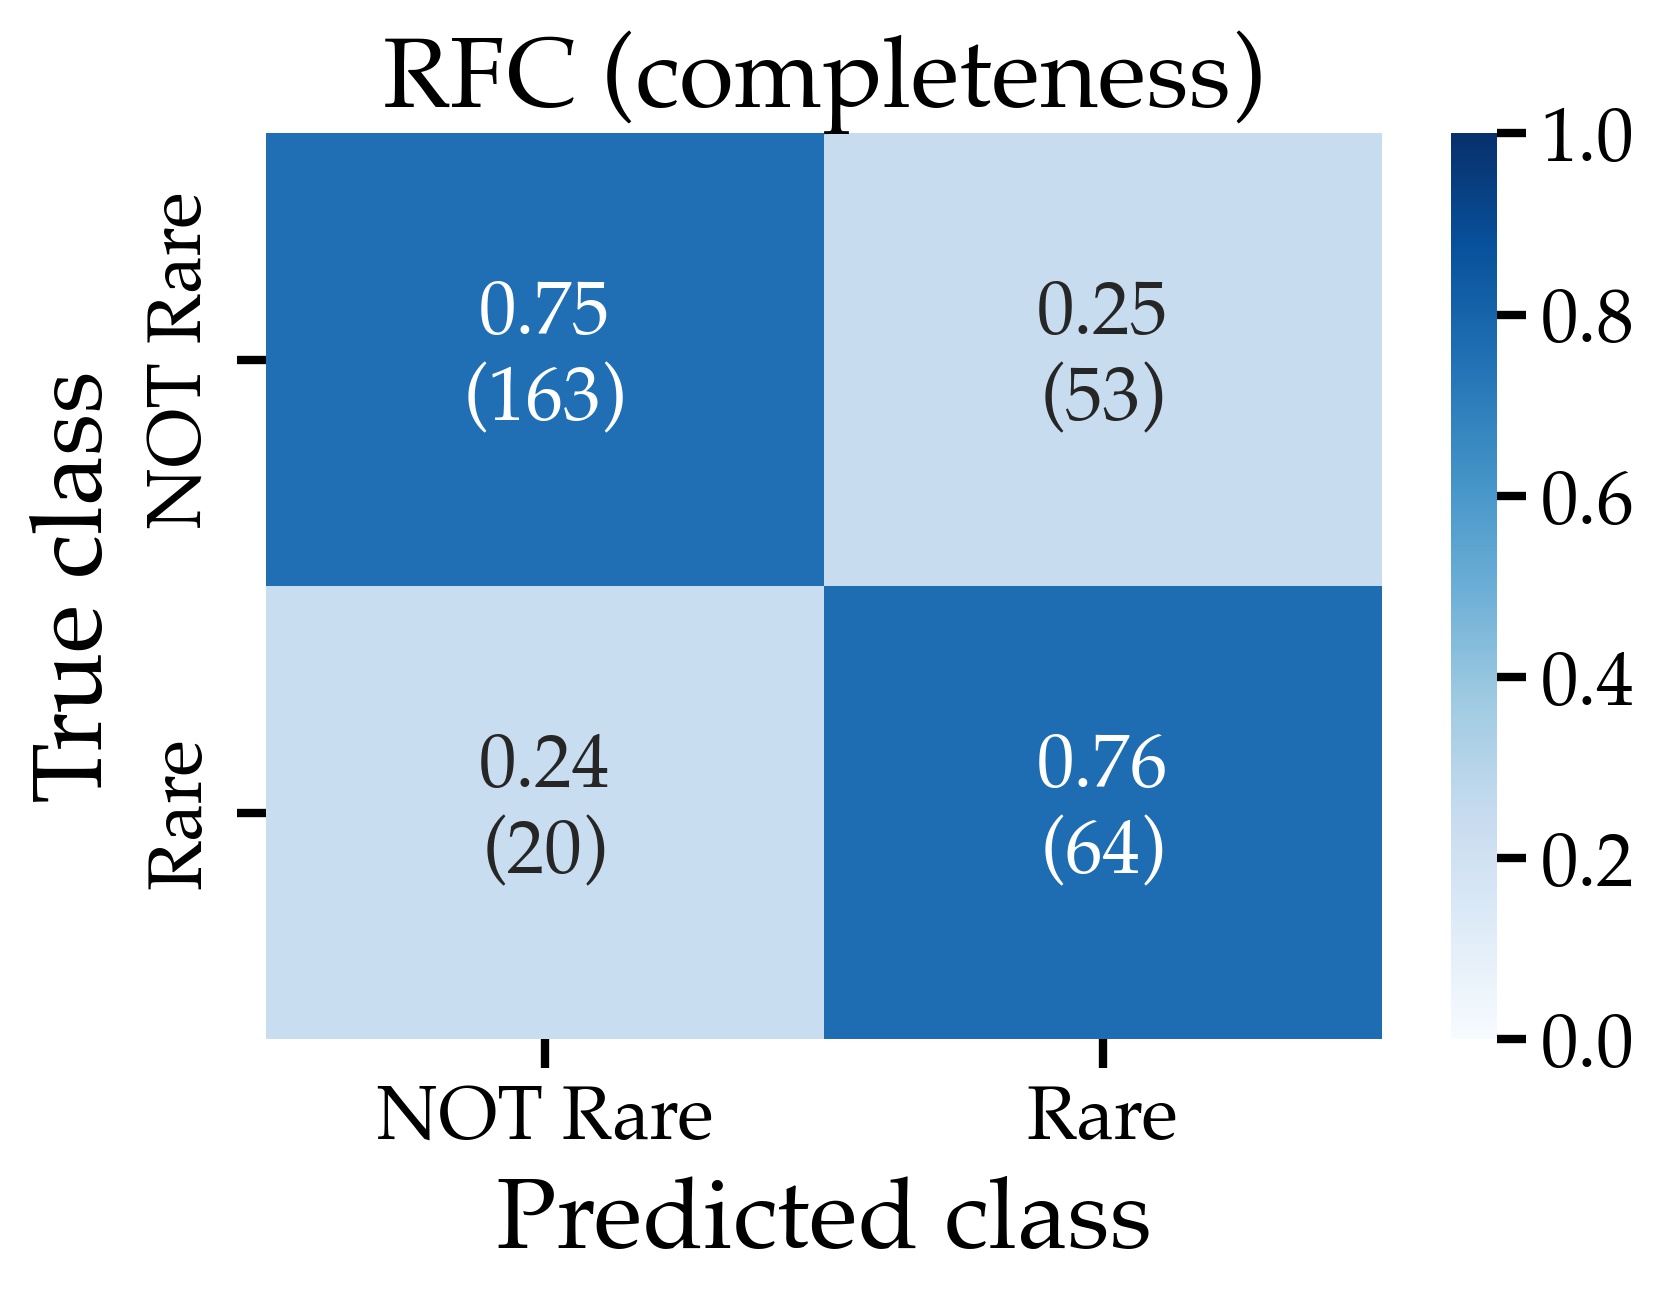 RFC (completeness)
True class
NOT Rare
Rare
0.75
(163)
0.25
(53)
0.24
(20)
0.76
(64)
NOT Rare
Rare
Predicted class
1.0
0.8
0.6
0.4
0.2
0.0